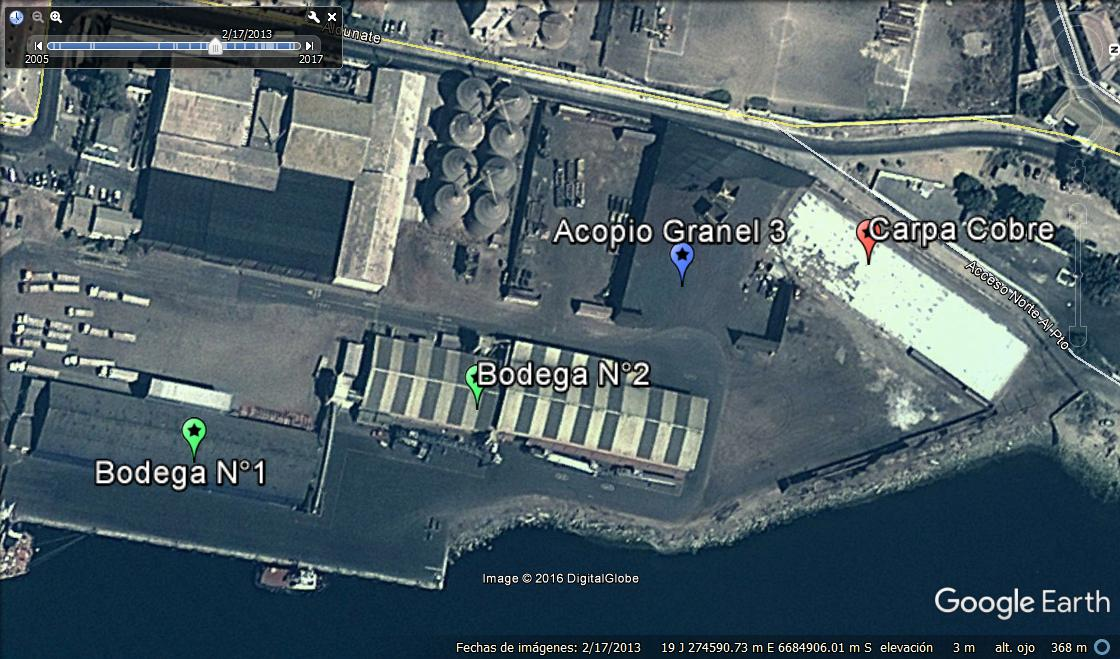 2/17/2013
2005
2017
Aldunate
Acopio Granel 3
Carpa Cobre
Acceso Norte Al Pto
Bodega N°2
Bodega N°1
Image © 2016 DigitalGlobe
Google Earth
Fechas de imágenes: 2/17/2013 19 J 274590.73 m E 6684906.01 m S elevación 3 m alt. ojo 368 m